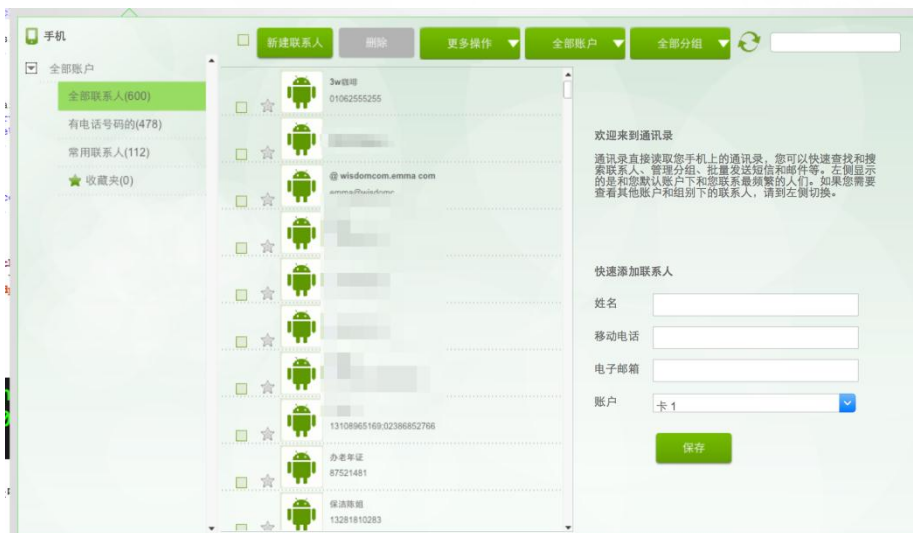 手机
新建联系人
删除
更多操作
全部账户
全部分组
全部账户
全部联系人(600)
有电话号码的(478)
常用联系人(112)
收藏夹(0)
3w咖啡
01062555255
@ wisdomcom.emma com
13108965169;02386852766
办老年证
87521481
保洁陈姐
13281810283
欢迎来到通讯录
通讯录直接读取您手机上的通讯录，您可以快速查找和搜
索联系人、管理分组、批量发送短信和邮件等。左侧显示
的是和您默认账户下和您联系最频繁的人们。如果您需要
查看其他账户和组别下的联系人，请到左侧切换。
快速添加联系人
姓名
移动电话
电子邮箱
账户
卡 1
保存